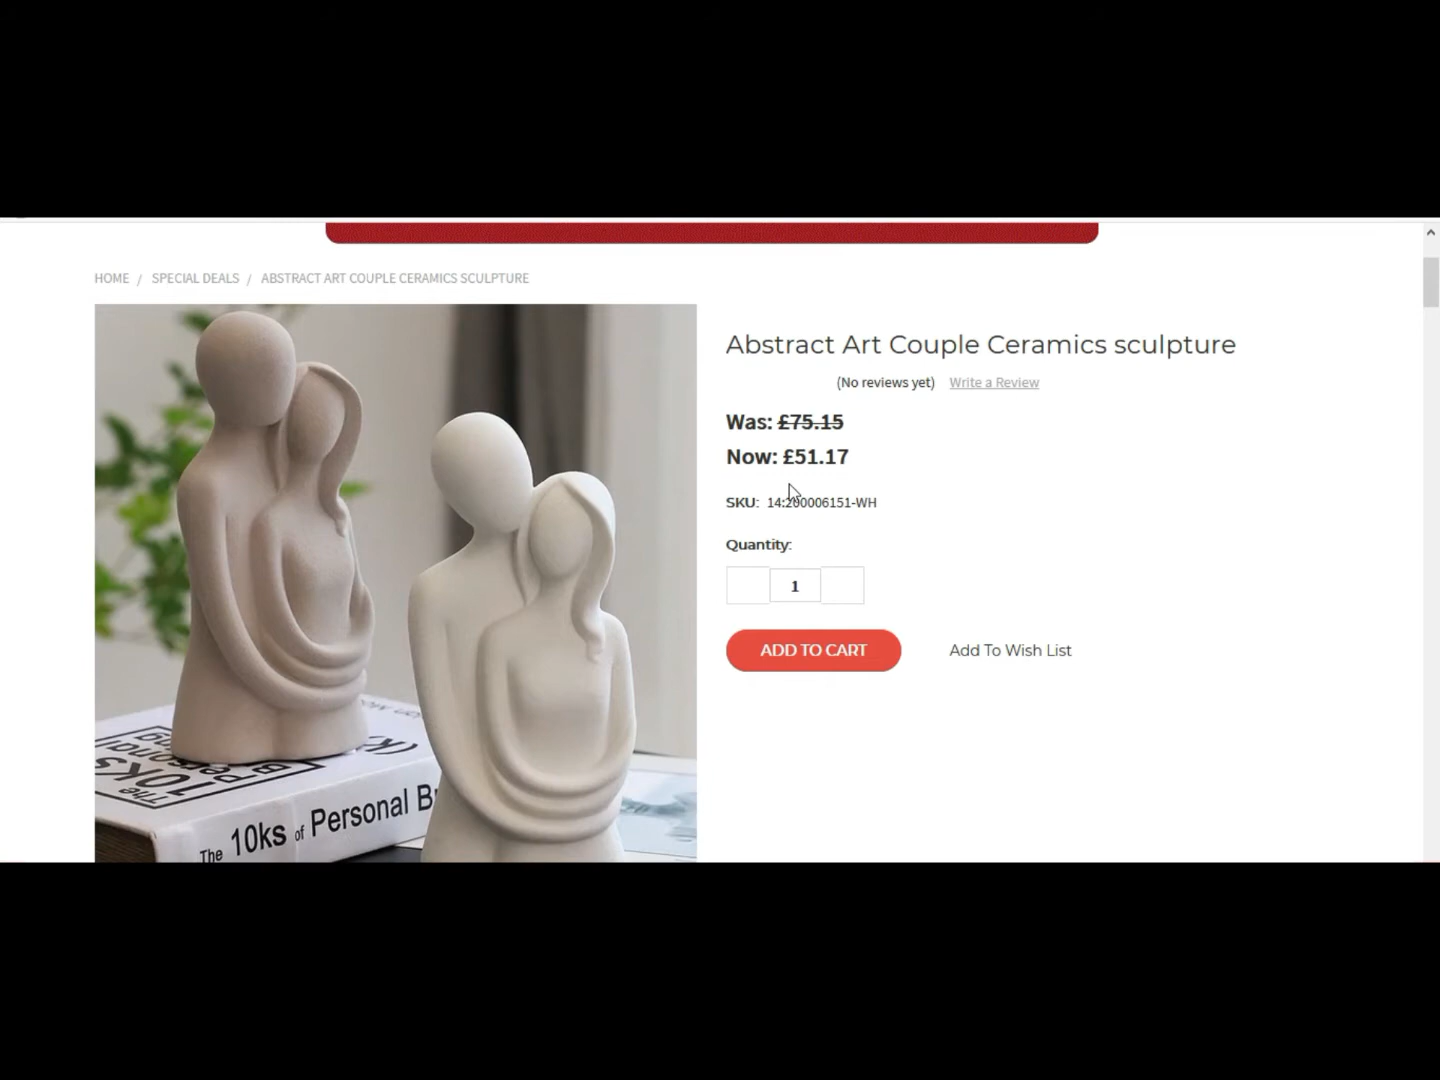 HOME / SPECIAL DEALS / ABSTRACT ART COUPLE CERAMICS SCULPTURE
Abstract Art Couple Ceramics sculpture
(No reviews yet) Write a Review
Was: £75.15
Now: £51.17
SKU: 14:200006151-WH
Quantity:
1
ADD TO CART Add To Wish List
The 10Ks
The 10ks of Personal